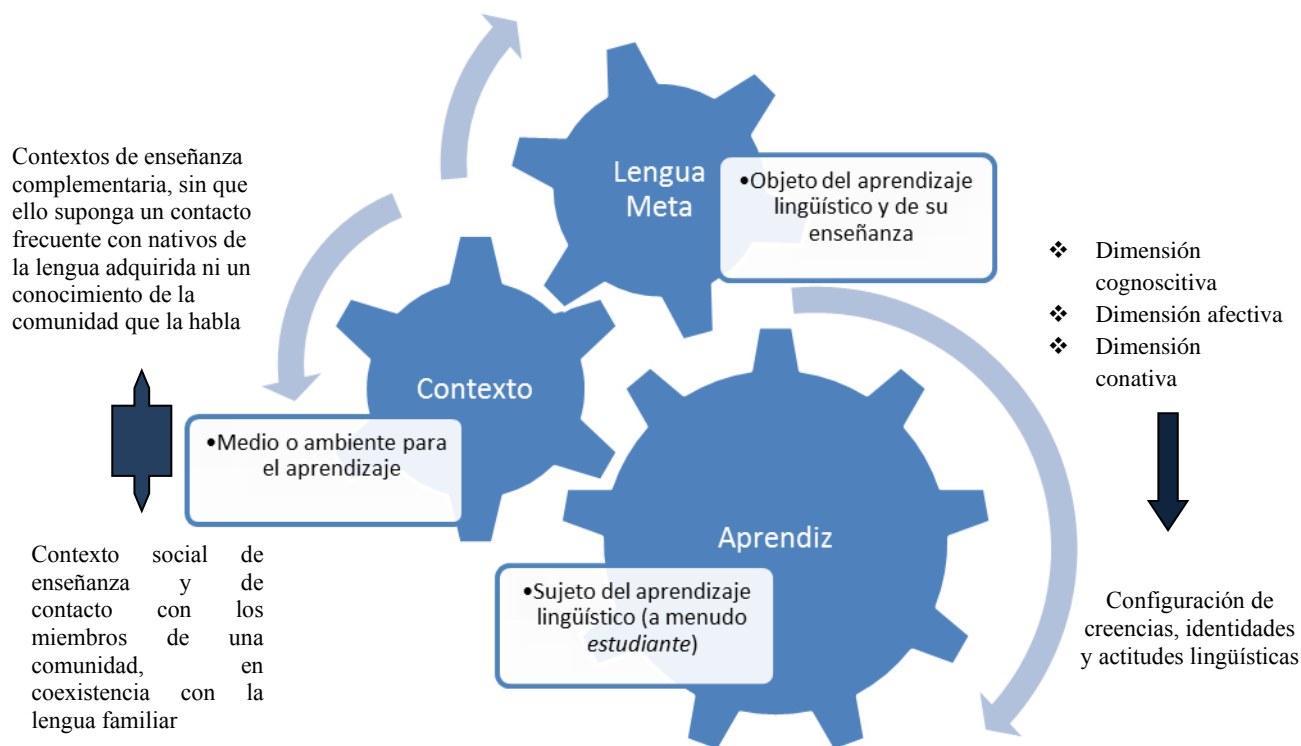 Lengua
Meta
•Objeto del aprendizaje
lingüístico y de su
enseñanza
Contextos de enseñanza
complementaria, sin que
ello suponga un contacto
frecuente con nativos de
la lengua adquirida ni un
conocimiento de la
comunidad que la habla
Contexto
•Medio o ambiente para
el aprendizaje
Contexto social de
enseñanza y de
contacto con los
miembros de una
comunidad, en
coexistencia con la
lengua familiar
Aprendiz
•Sujeto del aprendizaje
lingüístico (a menudo
estudiante)
❖ Dimensión
cognoscitiva
❖ Dimensión afectiva
❖ Dimensión
conativa
Configuración de
creencias, identidades
y actitudes lingüísticas